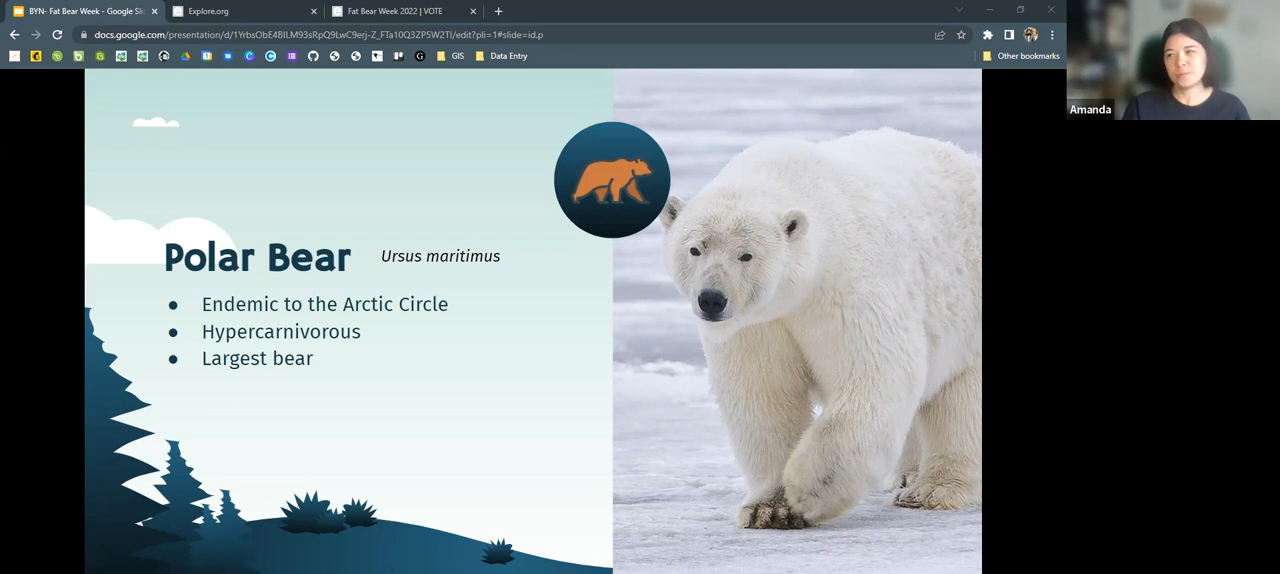 BYN- Fat Bear Week - Google Sli
Explore.org
Fat Bear Week 2022 | VOTE
docs.google.com/presentation/d/1YrbsObE4BILM93sRpQ9LwC9erj-Z_FTa10Q3ZP5W2TI/edit?pli=1#slide=id.p
GIS
Data Entry
Other bookmarks
Amanda
Polar Bear Ursus maritimus
● Endemic to the Arctic Circle
● Hypercarnivorous
● Largest bear